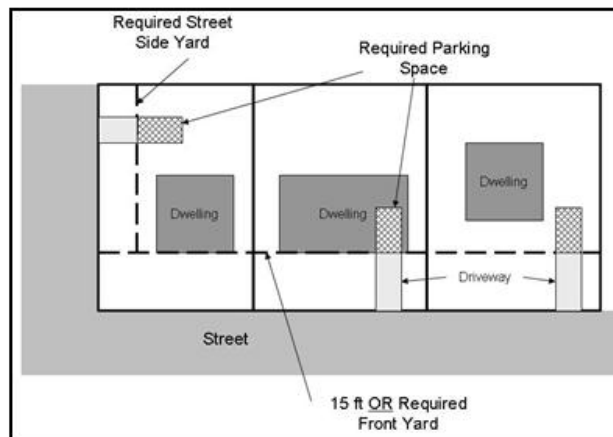 Required Street
Side Yard
Required Parking
Space
Dwelling
Dwelling
Dwelling
Driveway
Street
15 ft OR Required
Front Yard